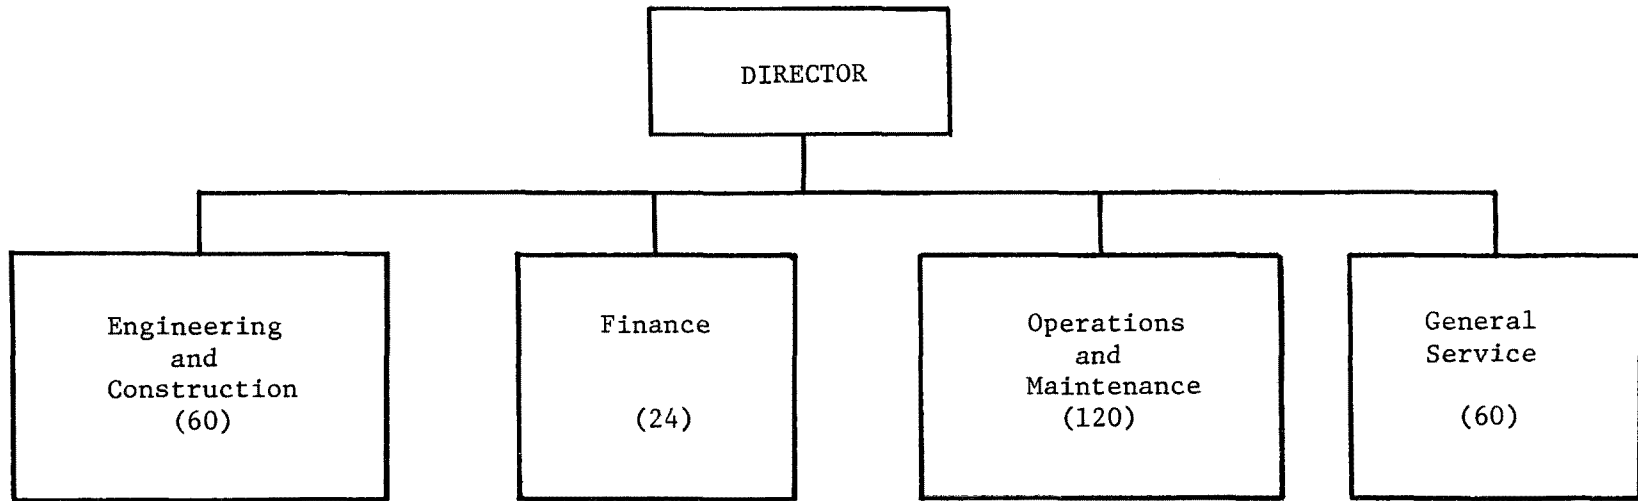 DIRECTOR
Engineering
and
Construction
(60)
Finance
(24)
Operations
and
Maintenance
(120)
General
Service
(60)